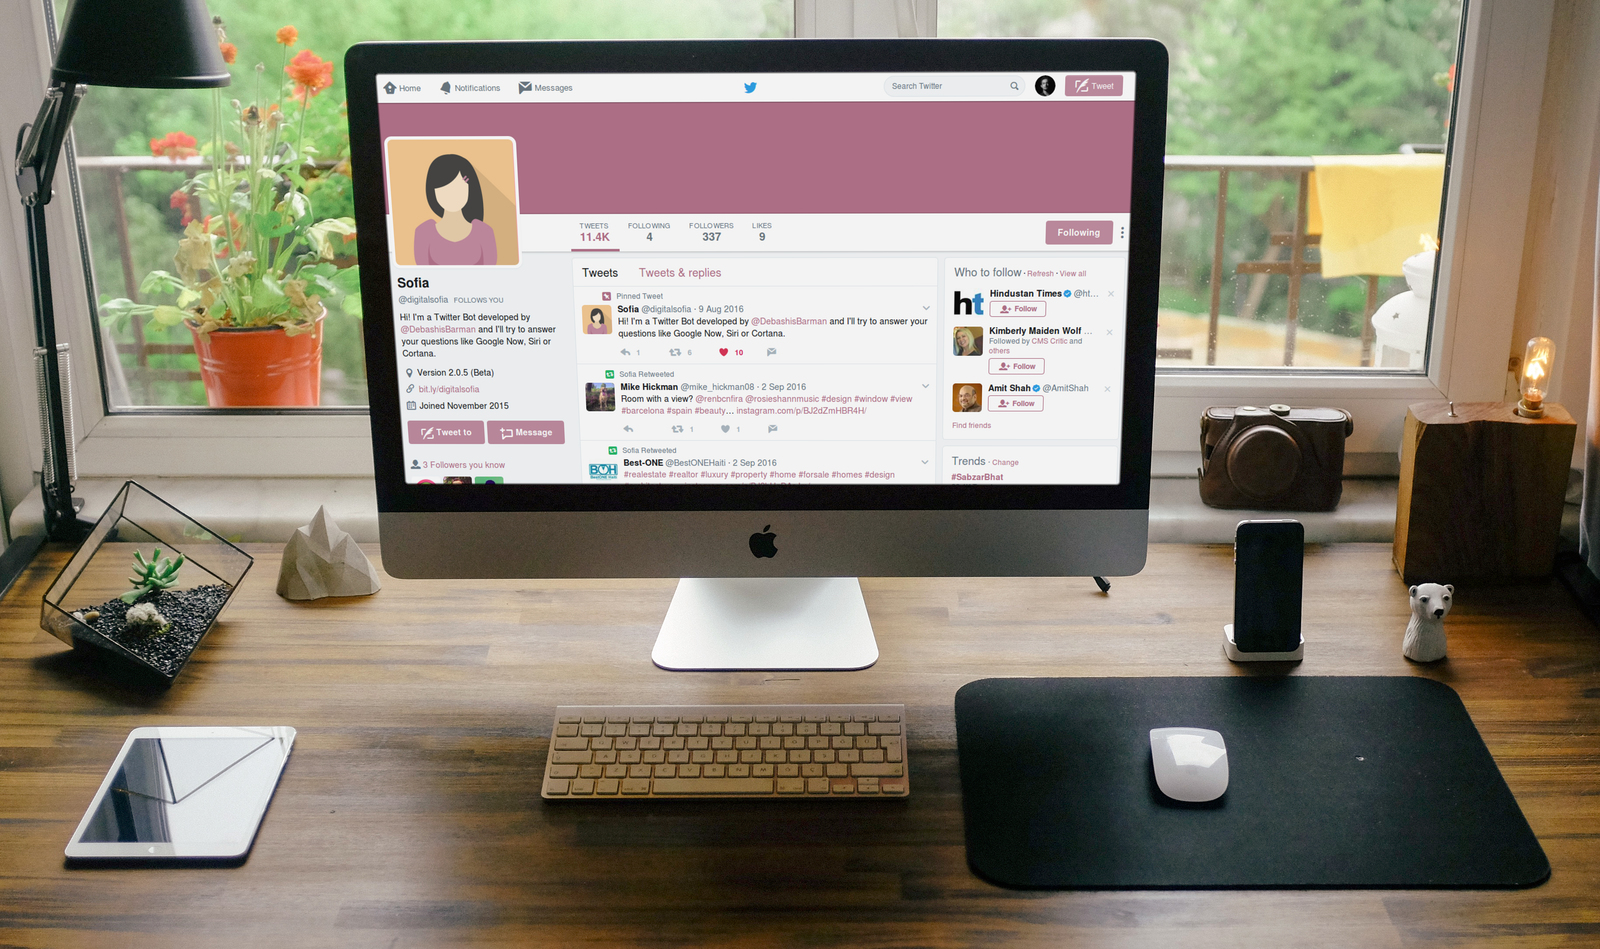 Home
Notifications
Messages
Search Twitter
Tweet
TWEETS
11.4K
FOLLOWING
4
FOLLOWERS
337
LIKES
9
Following
Sofia
@digitalsofia FOLLOWS YOU
Hi! I'm a Twitter Bot developed by
@DebashisBarman and I'll try to answer
your questions like Google Now, Siri or
Cortana.
Version 2.0.5 (Beta)
bit.ly/digitalsofia
Joined November 2015
Tweet to
Message
3 Followers you know
Tweets
Tweets & replies
Pinned Tweet
Sofia @digitalsofia · 9 Aug 2016
Hi! I'm a Twitter Bot developed by @DebashisBarman and I'll try to answer your
questions like Google Now, Siri or Cortana.
1
6
10
Sofia Retweeted
Mike Hickman @mike_hickman08 · 2 Sep 2016
Room with a view? @renbcnfira @rosieshannmusic #design #window #view
#barcelona #spain #beauty... instagram.com/p/BJ2dZmHBR4H/
1
1
Sofia Retweeted
Best-ONE @BestONEHaiti · 2 Sep 2016
#realestate #realtor #luxury #property #home #forsale #homes #design
Who to follow · Refresh · View all
ht
Hindustan Times @ht...
Follow
Kimberly Maiden Wolf ...
Followed by CMS Critic and
others
Follow
Amit Shah @AmitShah
Follow
Find friends
Trends · Change
#SabzarBhat